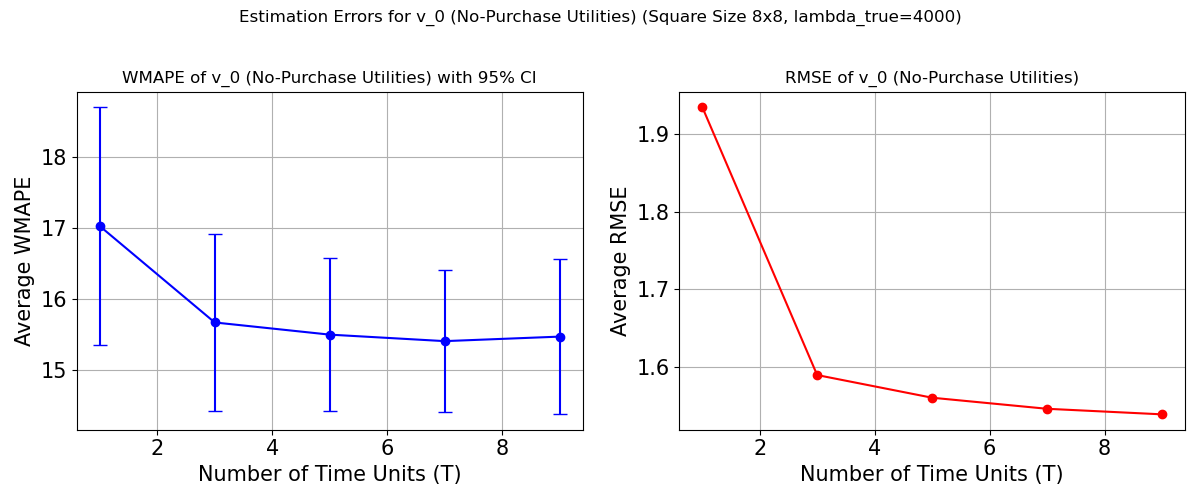 Estimation Errors for v_0 (No-Purchase Utilities) (Square Size 8x8, lambda_true=4000)
WMAPE of v_0 (No-Purchase Utilities) with 95% CI
Average WMAPE
18
17
16
15
2 4 6 8
Number of Time Units (T)
RMSE of v_0 (No-Purchase Utilities)
Average RMSE
1.9
1.8
1.7
1.6
2 4 6 8
Number of Time Units (T)